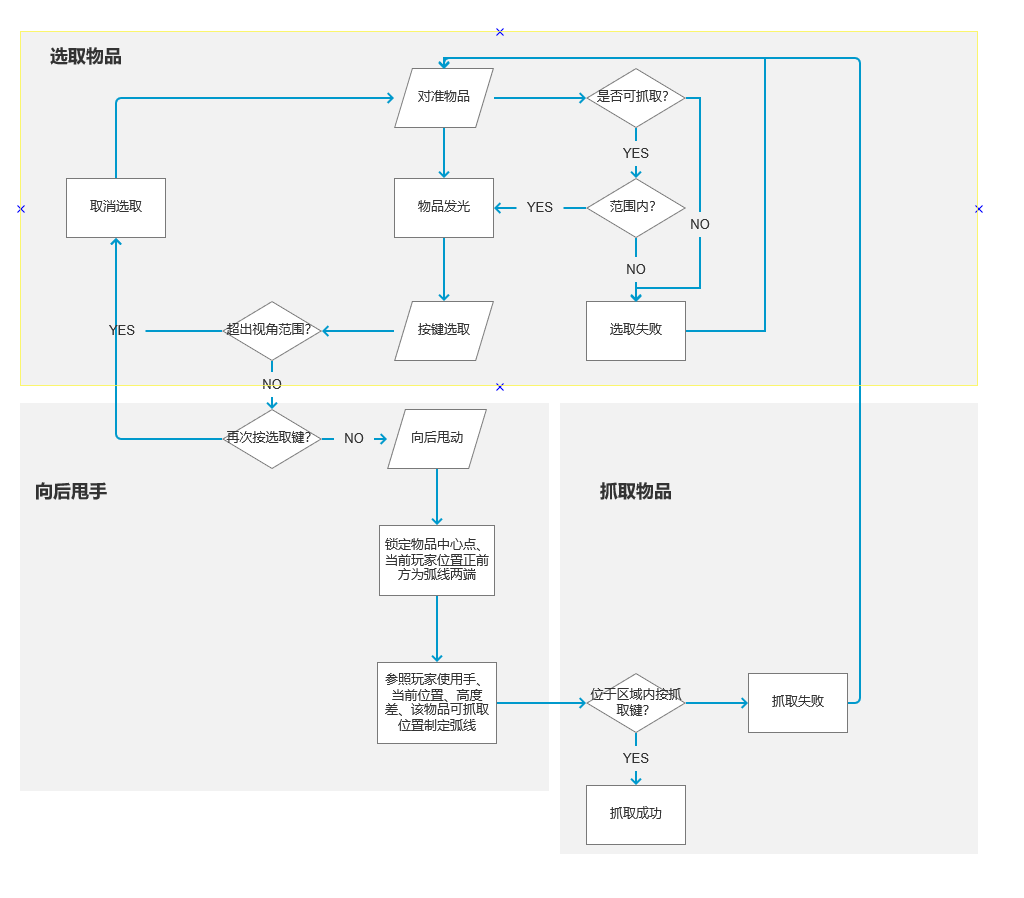 选取物品
对准物品
是否可抓取?
YES
取消选取
物品发光
YES
范围内?
NO
NO
YES
超出视角范围?
按键选取
选取失败
NO
再次按选取键?
NO
向后甩动
向后甩手
抓取物品
锁定物品中心点、
当前玩家位置正前
方为弧线两端
参照玩家使用手、
当前位置、高度
差、该物品可抓取
位置制定弧线
位于区域内按抓
取键?
抓取失败
YES
抓取成功